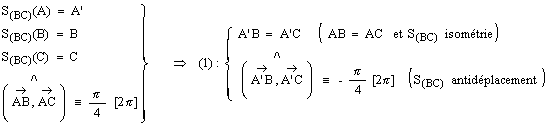 S(BC)(A) = A'
S(BC)(B) = B
S(BC)(C) = C
(AB→, AC→)^ ≡ π/4 [2π]
⇒ (1) :
A'B = A'C ( AB = AC et S(BC) isométrie )
∧
(A'B→, A'C→)^ ≡ - π/4 [2π] (S(BC) antidéplacement )